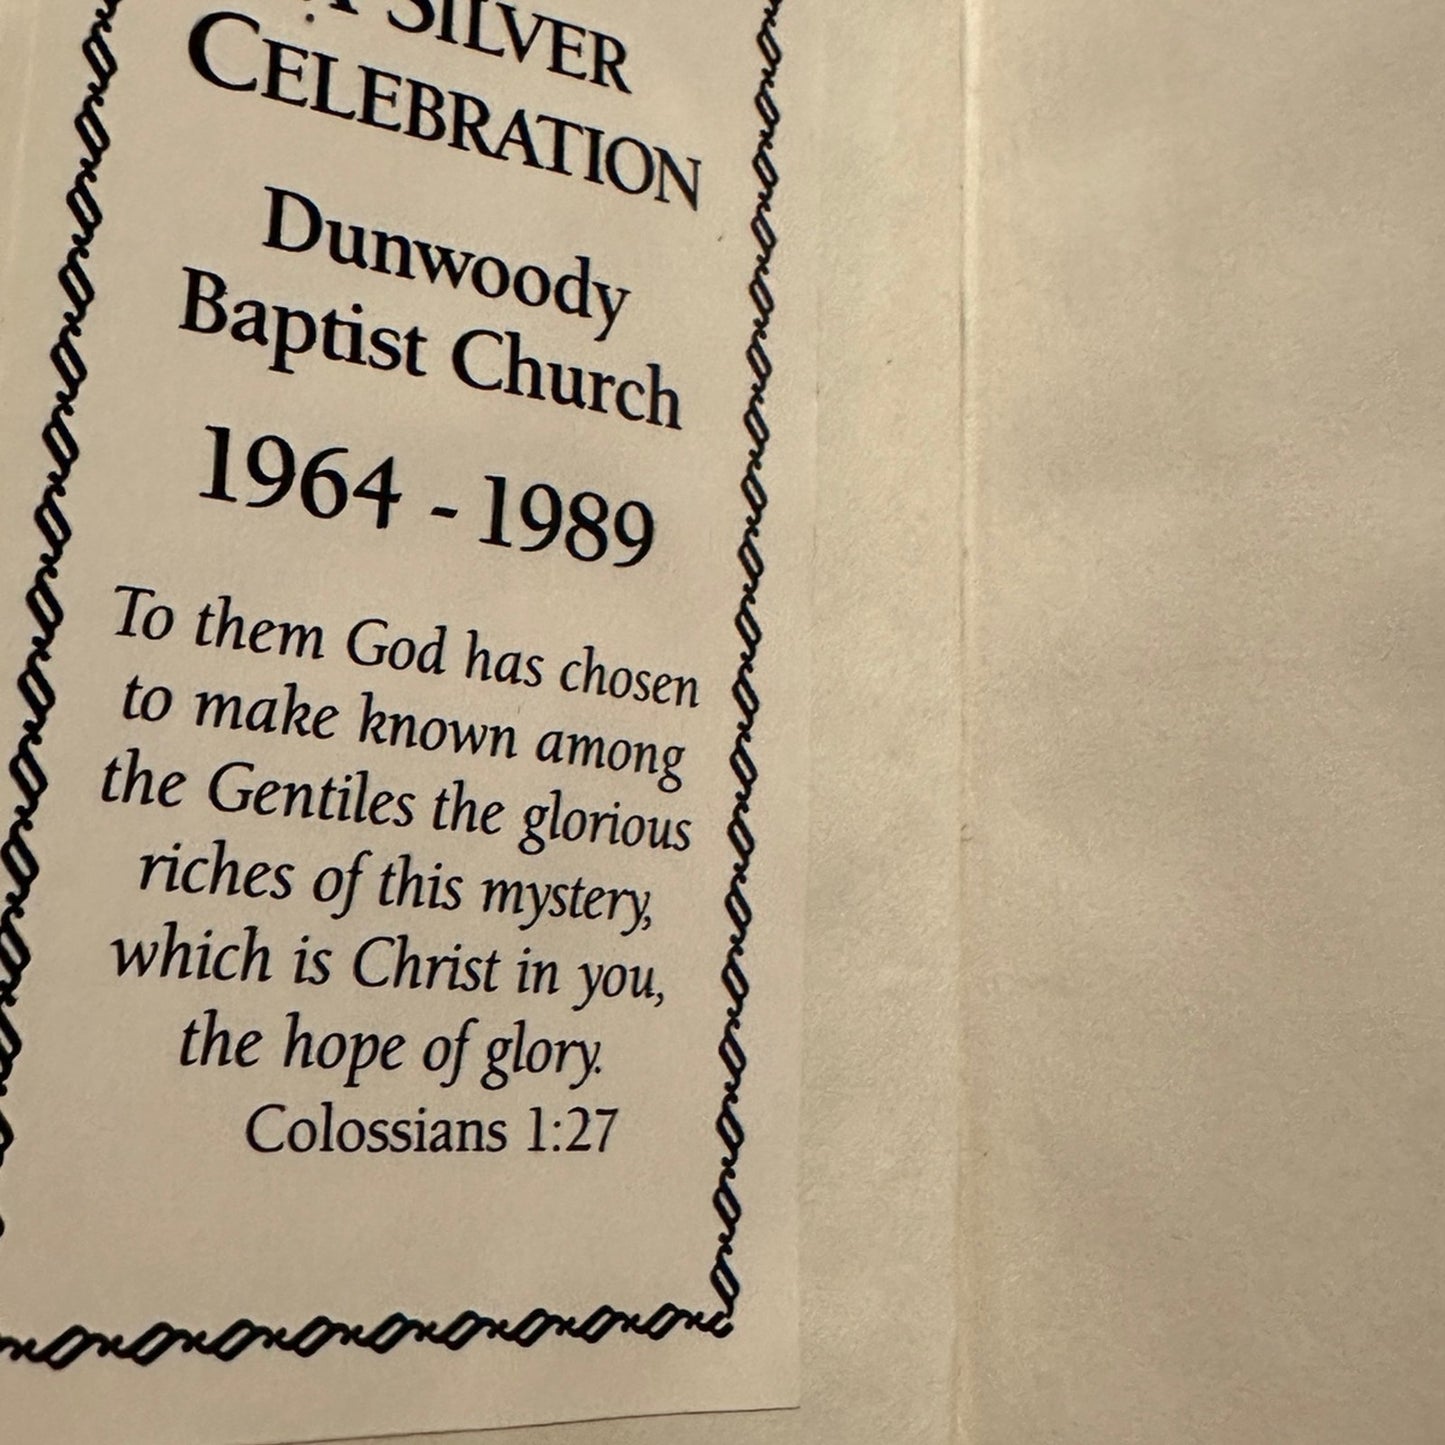 A SILVER
CELEBRATION
Dunwoody
Baptist Church
1964 - 1989
To them God has chosen
to make known among
the Gentiles the glorious
riches of this mystery,
which is Christ in you,
the hope of glory.
Colossians 1:27